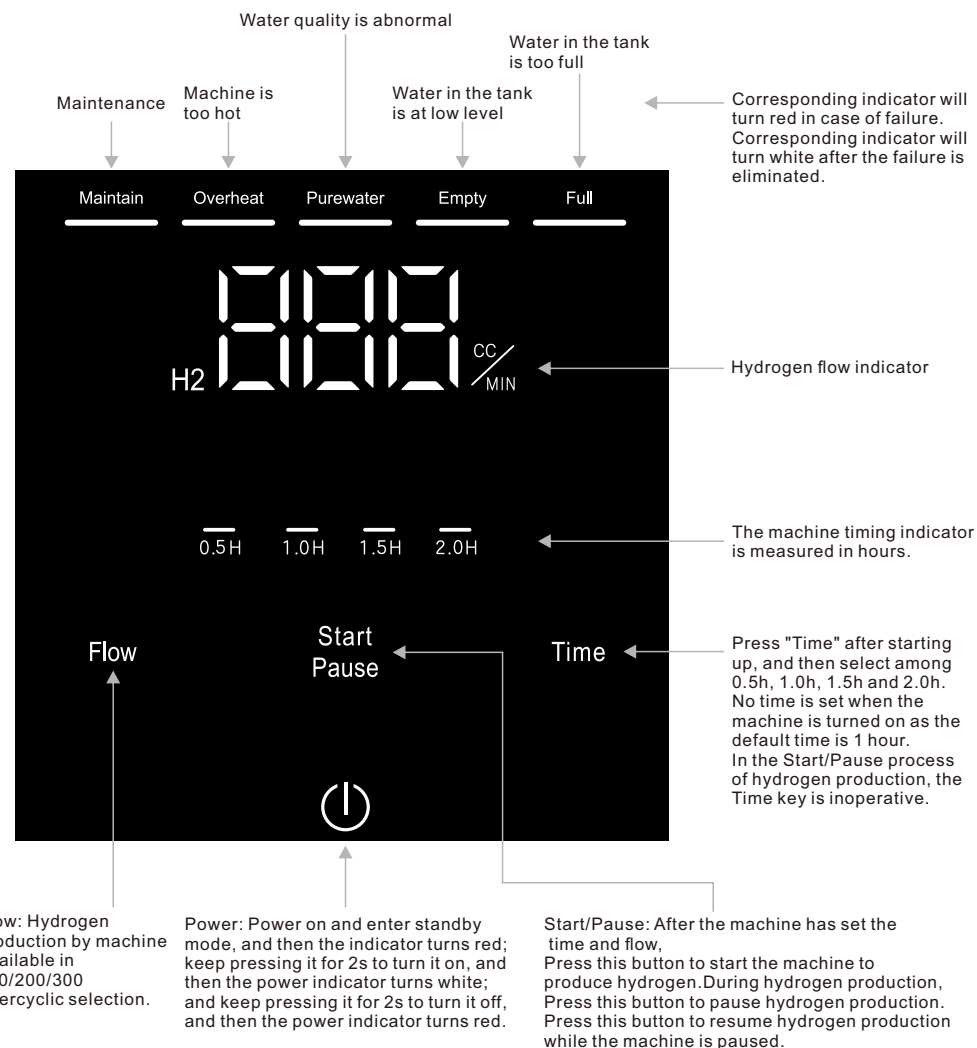 Water quality is abnormal
Water in the tank
is too full
Maintenance
Machine is
too hot
Water in the tank
is at low level
Corresponding indicator will
turn red in case of failure.
Corresponding indicator will
turn white after the failure is
eliminated.
Maintain
Overheat
Purewater
Empty
Full
H2
888
CC/MIN
Hydrogen flow indicator
0.5H
1.0H
1.5H
2.0H
The machine timing indicator
is measured in hours.
Flow
Start
Pause
Time
Press "Time" after starting
up, and then select among
0.5h, 1.0h, 1.5h and 2.0h.
No time is set when the
machine is turned on as the
default time is 1 hour.
In the Start/Pause process
of hydrogen production, the
Time key is inoperative.
Hydrogen
by machine
in
/200/300
selection.
Power: Power on and enter standby
mode, and then the indicator turns red;
keep pressing it for 2s to turn it on, and
then the power indicator turns white;
and keep pressing it for 2s to turn it off,
and then the power indicator turns red.
Start/Pause: After the machine has set the
time and flow,
Press this button to start the machine to
produce hydrogen.During hydrogen production,
Press this button to pause hydrogen production.
Press this button to resume hydrogen production
while the machine is paused.